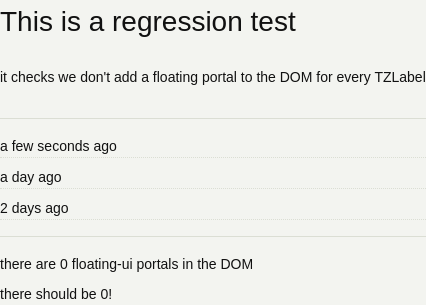 This is a regression test
it checks we don't add a floating portal to the DOM for every TZLabel
a few seconds ago
a day ago
2 days ago
there are 0 floating-ui portals in the DOM
there should be 0!